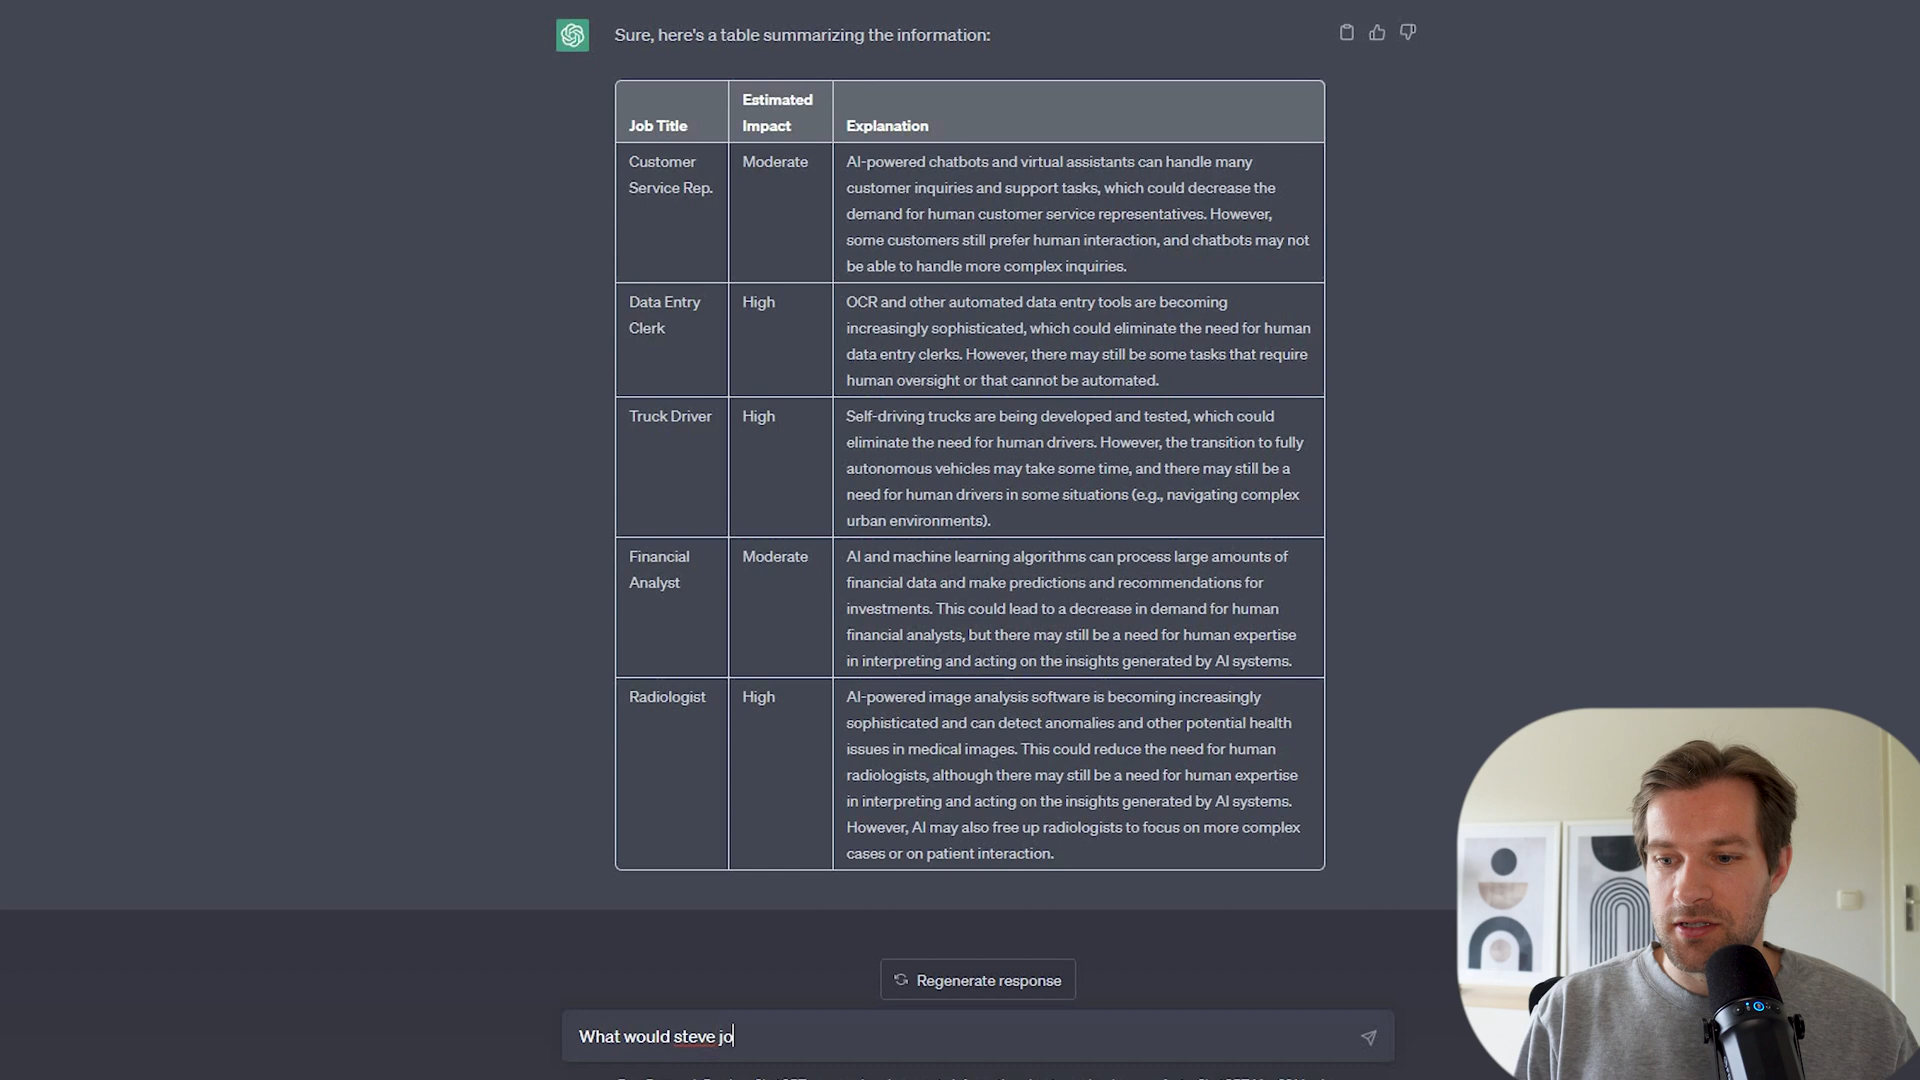 Sure, here's a table summarizing the information:
Job Title
Estimated
Impact
Explanation
Customer
Service Rep.
Moderate
AI-powered chatbots and virtual assistants can handle many
customer inquiries and support tasks, which could decrease the
demand for human customer service representatives. However,
some customers still prefer human interaction, and chatbots may not
be able to handle more complex inquiries.
Data Entry
Clerk
High
OCR and other automated data entry tools are becoming
increasingly sophisticated, which could eliminate the need for human
data entry clerks. However, there may still be some tasks that require
human oversight or that cannot be automated.
Truck Driver
High
Self-driving trucks are being developed and tested, which could
eliminate the need for human drivers. However, the transition to fully
autonomous vehicles may take some time, and there may still be a
need for human drivers in some situations (e.g., navigating complex
urban environments).
Financial
Analyst
Moderate
AI and machine learning algorithms can process large amounts of
financial data and make predictions and recommendations for
investments. This could lead to a decrease in demand for human
financial analysts, but there may still be a need for human expertise
in interpreting and acting on the insights generated by AI systems.
Radiologist
High
AI-powered image analysis software is becoming increasingly
sophisticated and can detect anomalies and other potential health
issues in medical images. This could reduce the need for human
radiologists, although there may still be a need for human expertise
in interpreting and acting on the insights generated by AI systems.
However, AI may also free up radiologists to focus on more complex
cases or on patient interaction.
Regenerate response
What would steve jo